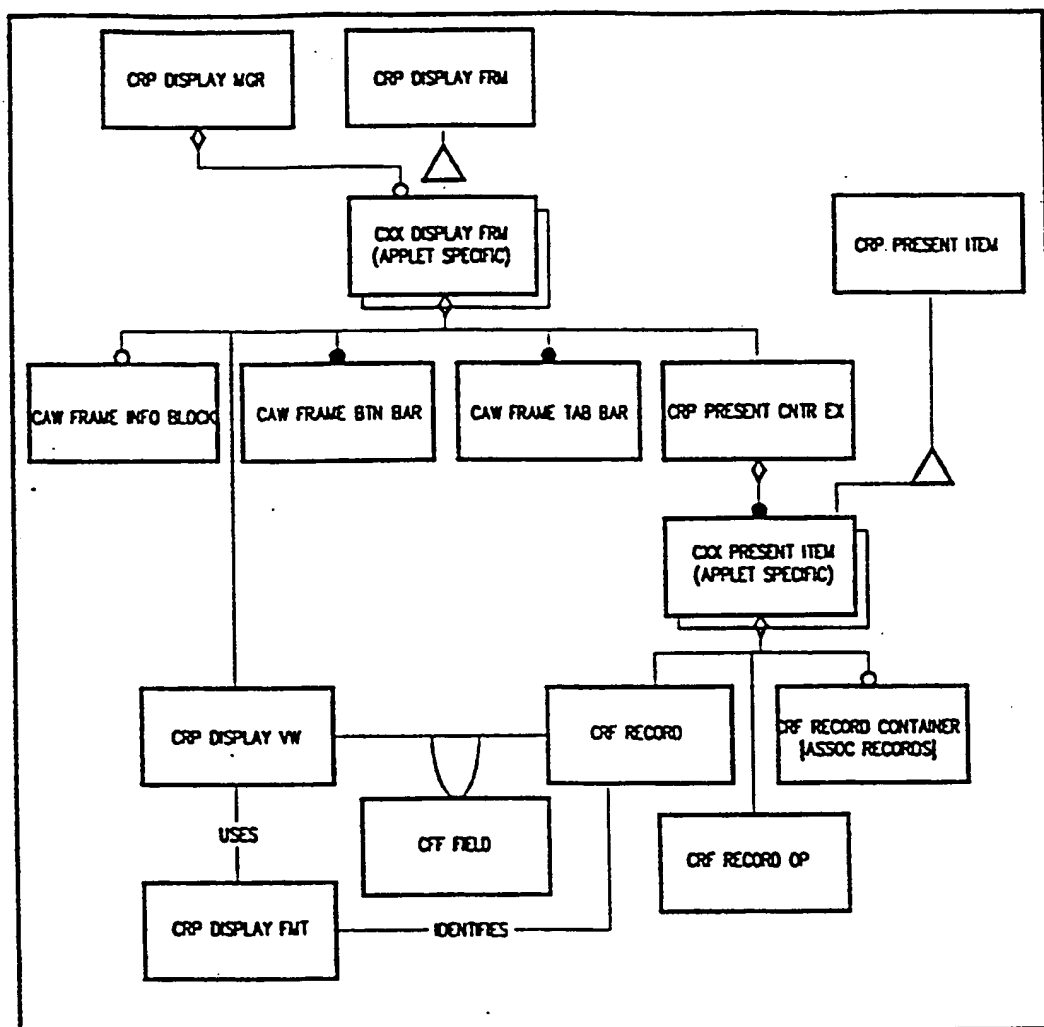 CRP DISPLAY MGR
CRP DISPLAY FRM
CXX DISPLAY FRM
(APPLET SPECIFIC)
CRP. PRESENT ITEM
CAW FRAME INFO BLOCK
CAW FRAME BTN BAR
CAW FRAME TAB BAR
CRP PRESENT CNTR EX
CXX PRESENT ITEM
(APPLET SPECIFIC)
CRP DISPLAY VW
CRF RECORD
CRF RECORD CONTAINER
[ASSOC RECORDS]
USES
CFF FIELD
CRF RECORD OP
CRP DISPLAY FMT
IDENTIFIES